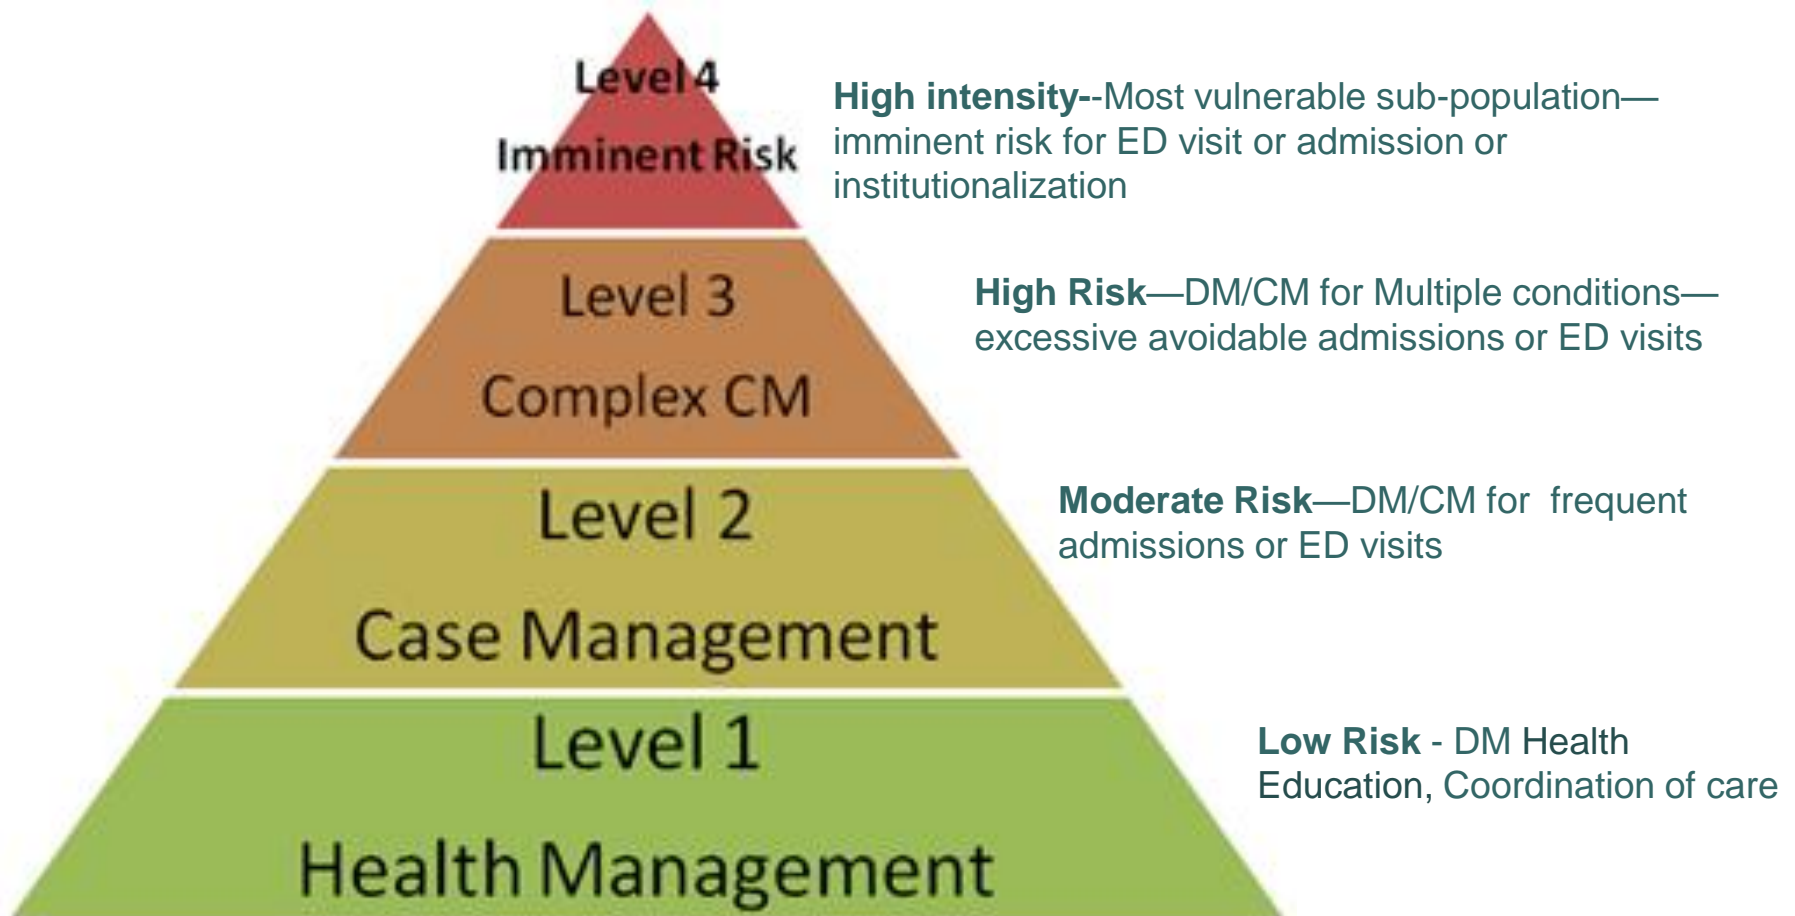 Level 4
Imminent Risk
High intensity--Most vulnerable sub-population—
imminent risk for ED visit or admission or
institutionalization
Level 3
Complex CM
High Risk—DM/CM for Multiple conditions—
excessive avoidable admissions or ED visits
Level 2
Case Management
Moderate Risk—DM/CM for frequent
admissions or ED visits
Level 1
Health Management
Low Risk - DM Health
Education, Coordination of care